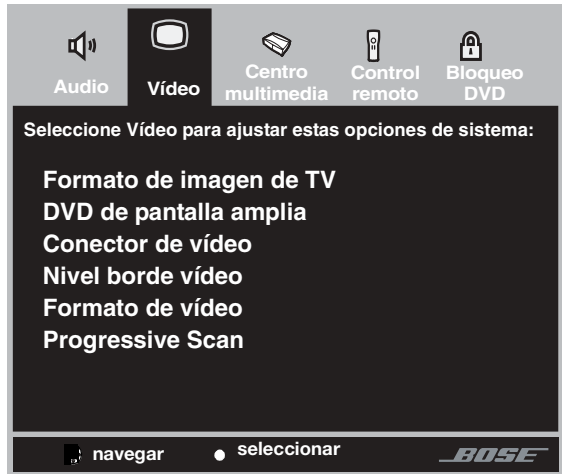 Audio
Vídeo
Centro
multimedia
Control
remoto
Bloqueo
DVD
Seleccione Vídeo para ajustar estas opciones de sistema:
Formato de imagen de TV
DVD de pantalla amplia
Conector de vídeo
Nivel borde vídeo
Formato de vídeo
Progressive Scan
navegar
seleccionar
BOSE